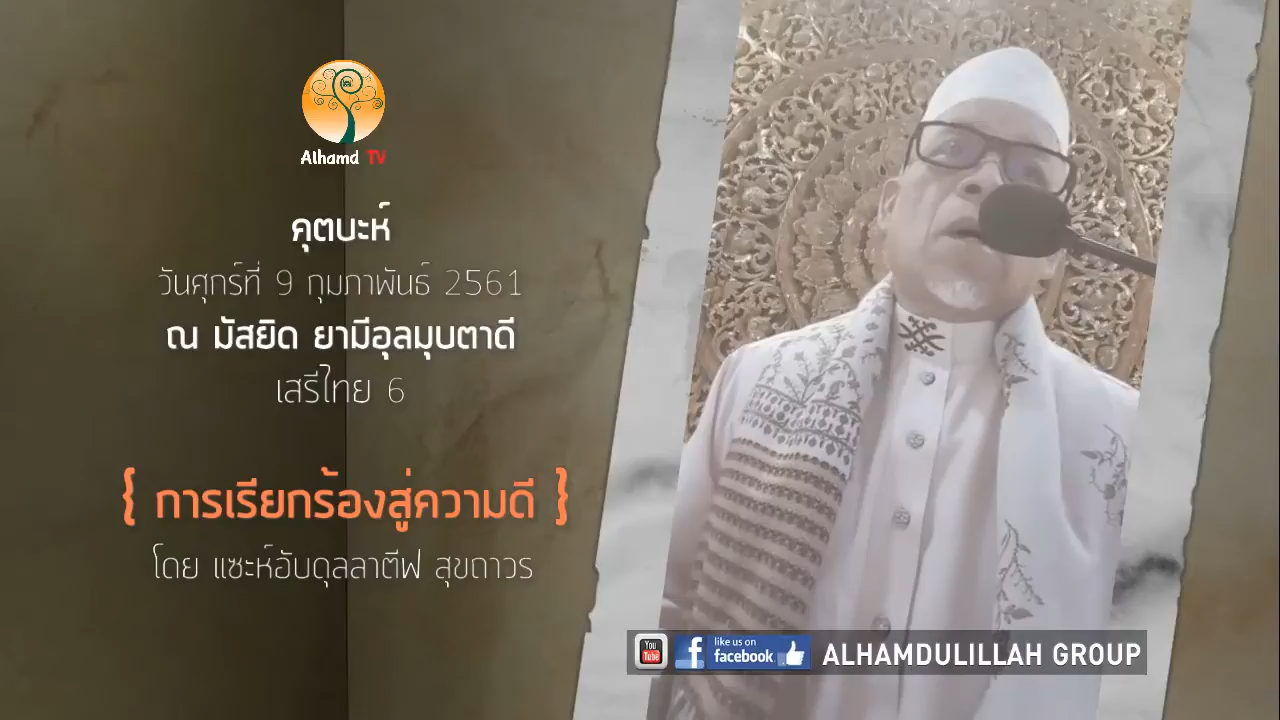 Alhamd TV
คุตบะห์
วันศุกร์ที่ 9 กุมภาพันธ์ 2561
ณ มัสยิด ยามีอุลมุบตาดี
เสรีไทย 6
{ การเรียกร้องสู่ความดี }
โดย แซะห์อับดุลลาตีฟ สุขถาวร
You Tube
like us on
facebook
ALHAMDULILLAH GROUP